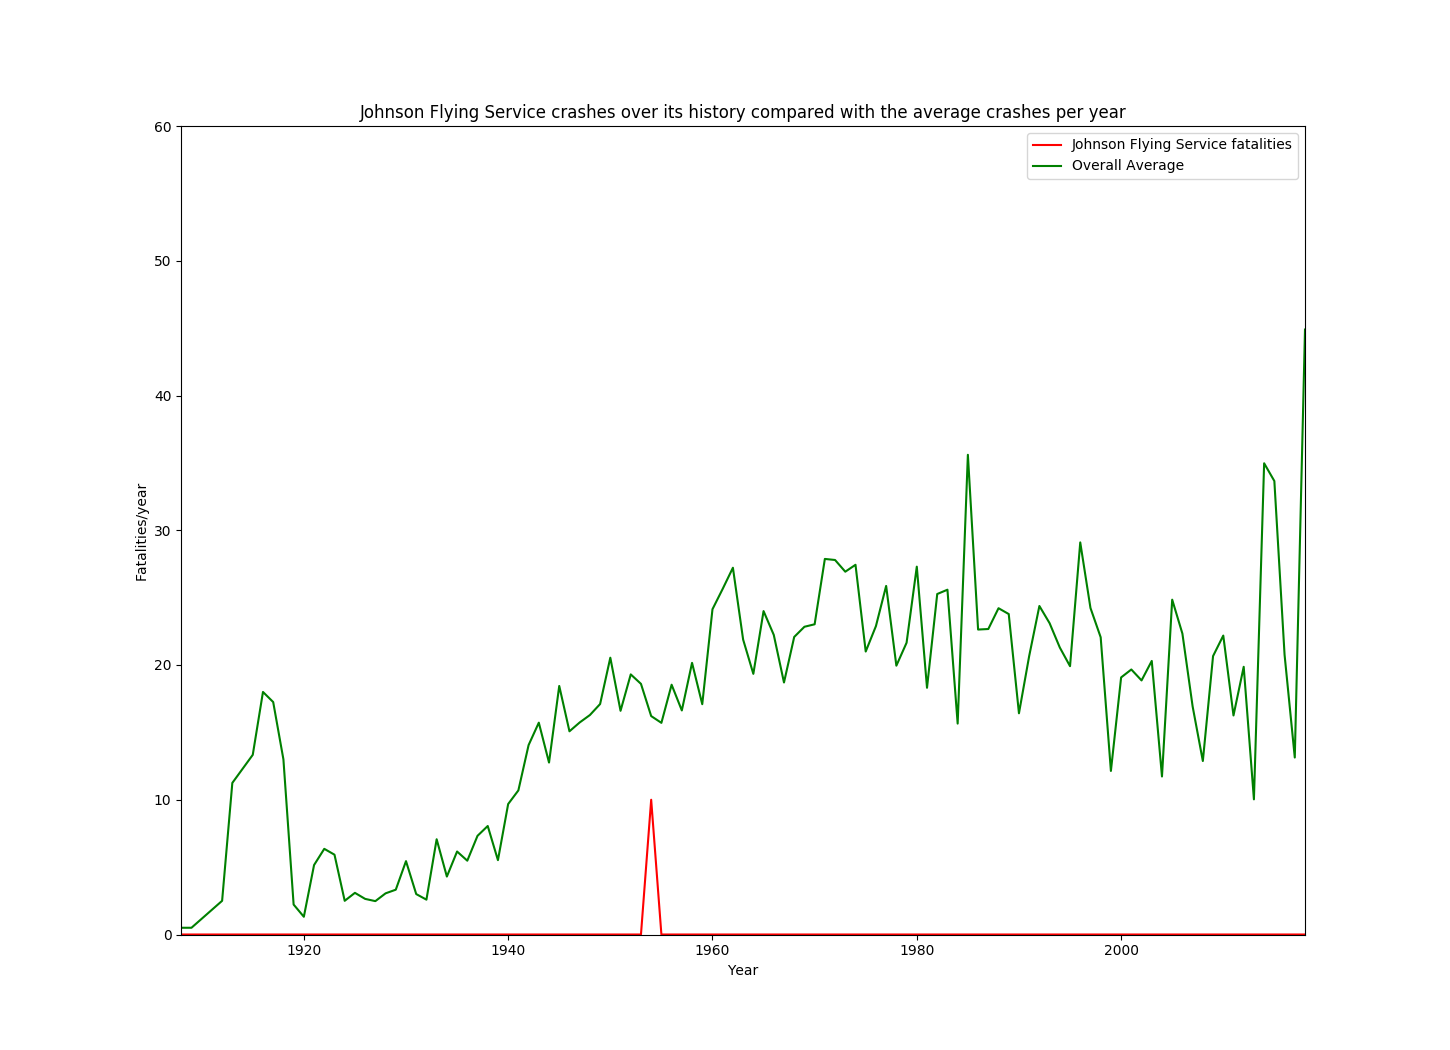 Johnson Flying Service crashes over its history compared with the average crashes per year
60
50
40
30
20
10
0
Fatalities/year
Johnson Flying Service fatalities
Overall Average
1920
1940
1960
1980
2000
Year